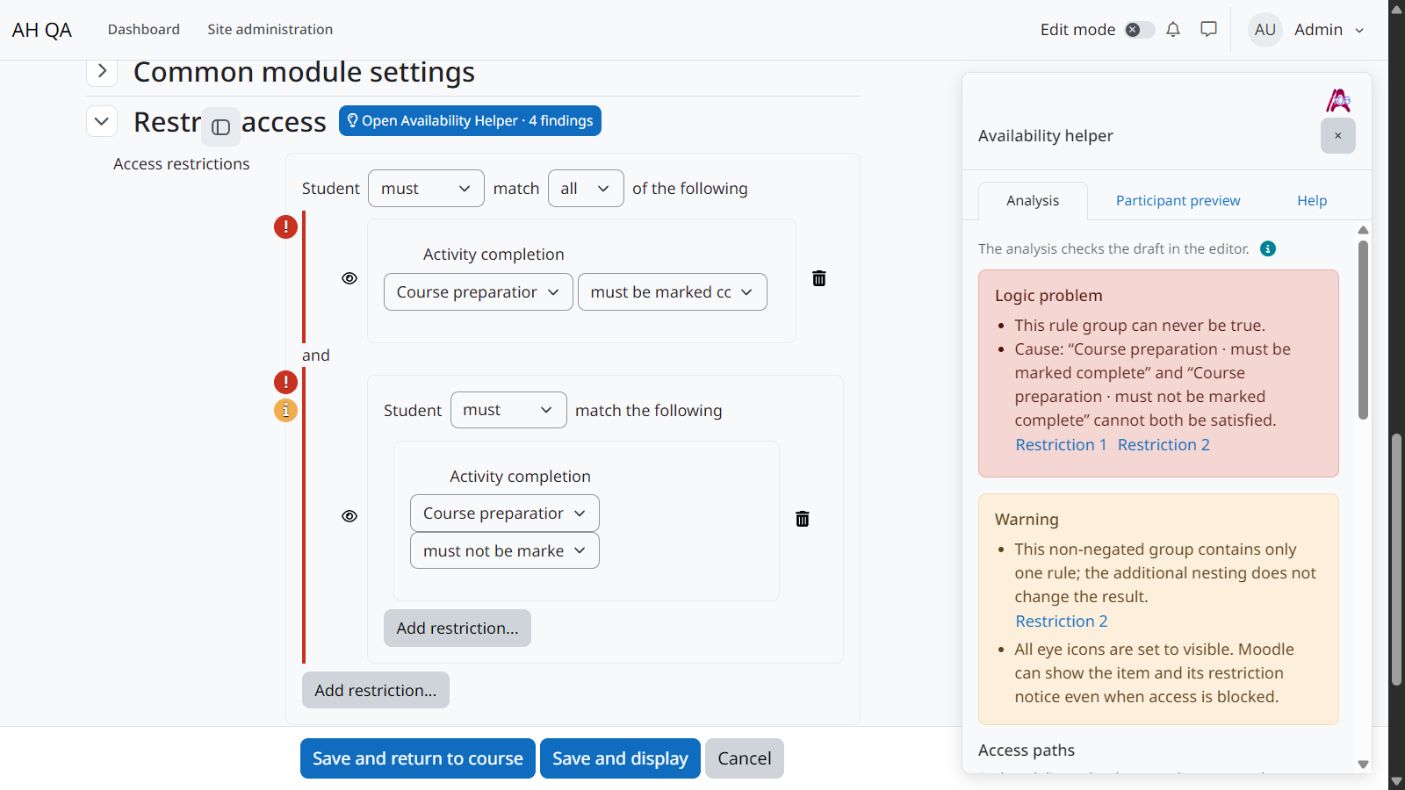 AH QA
Dashboard
Site administration
Edit mode
AU
Admin
Common module settings
Restr access
Open Availability Helper · 4 findings
Access restrictions
Student must match all of the following
Activity completion
Course preparation
must be marked cc
and
Student must match the following
Activity completion
Course preparation
must not be marke
Add restriction...
Add restriction...
Save and return to course
Save and display
Cancel
Availability helper
×
Analysis
Participant preview
Help
The analysis checks the draft in the editor.
Logic problem
This rule group can never be true.
Cause: “Course preparation · must be
marked complete” and “Course
preparation · must not be marked
complete” cannot both be satisfied.
Restriction 1 Restriction 2
Warning
This non-negated group contains only
one rule; the additional nesting does not
change the result.
Restriction 2
All eye icons are set to visible. Moodle
can show the item and its restriction
notice even when access is blocked.
Access paths